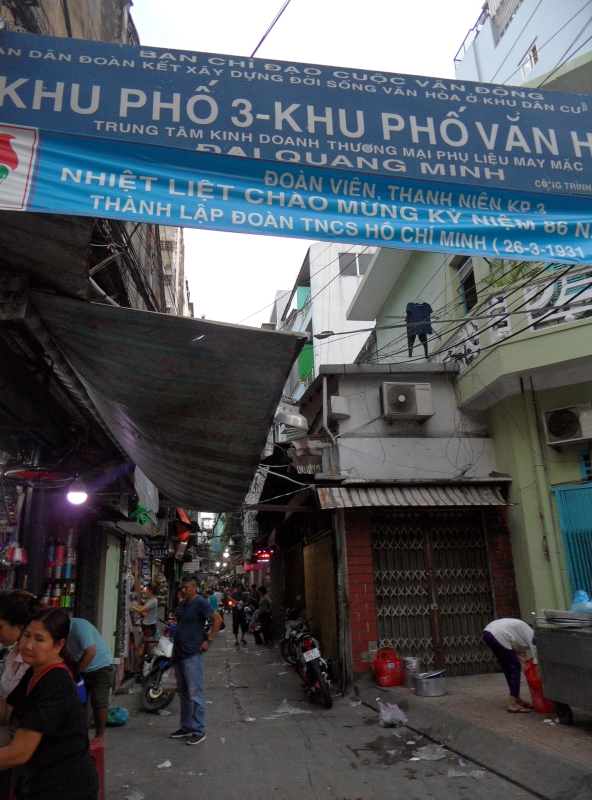 BAN CHỈ ĐẠO CUỘC VẬN ĐỘNG
ÀN DÂN ĐOÀN KẾT XÂY DỰNG ĐỜI SỐNG VĂN HÓA Ở KHU DÂN CƯ"
KHU PHỐ 3-KHU PHỐ VĂN H
TRUNG TÂM KINH DOANH THƯƠNG MẠI PHỤ LIỆU MAY MẶC
ĐẠI QUANG MINH
CÔNG TRÌNH
ĐOÀN VIÊN, THANH NIÊN KP.3
NHIỆT LIỆT CHÀO MỪNG KỶ NIỆM 86 N
THÀNH LẬP ĐOÀN TNCS HỒ CHÍ MINH ( 26-3-1931